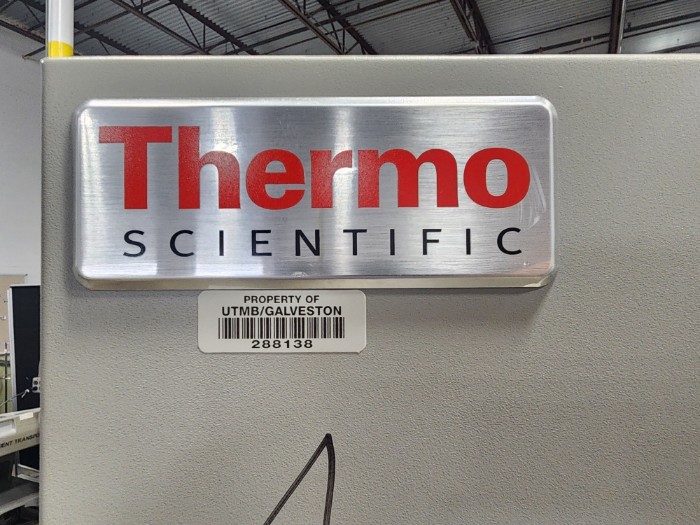 Thermo
SCIENTIFIC
PROPERTY OF
UTMB/GALVESTON
288138